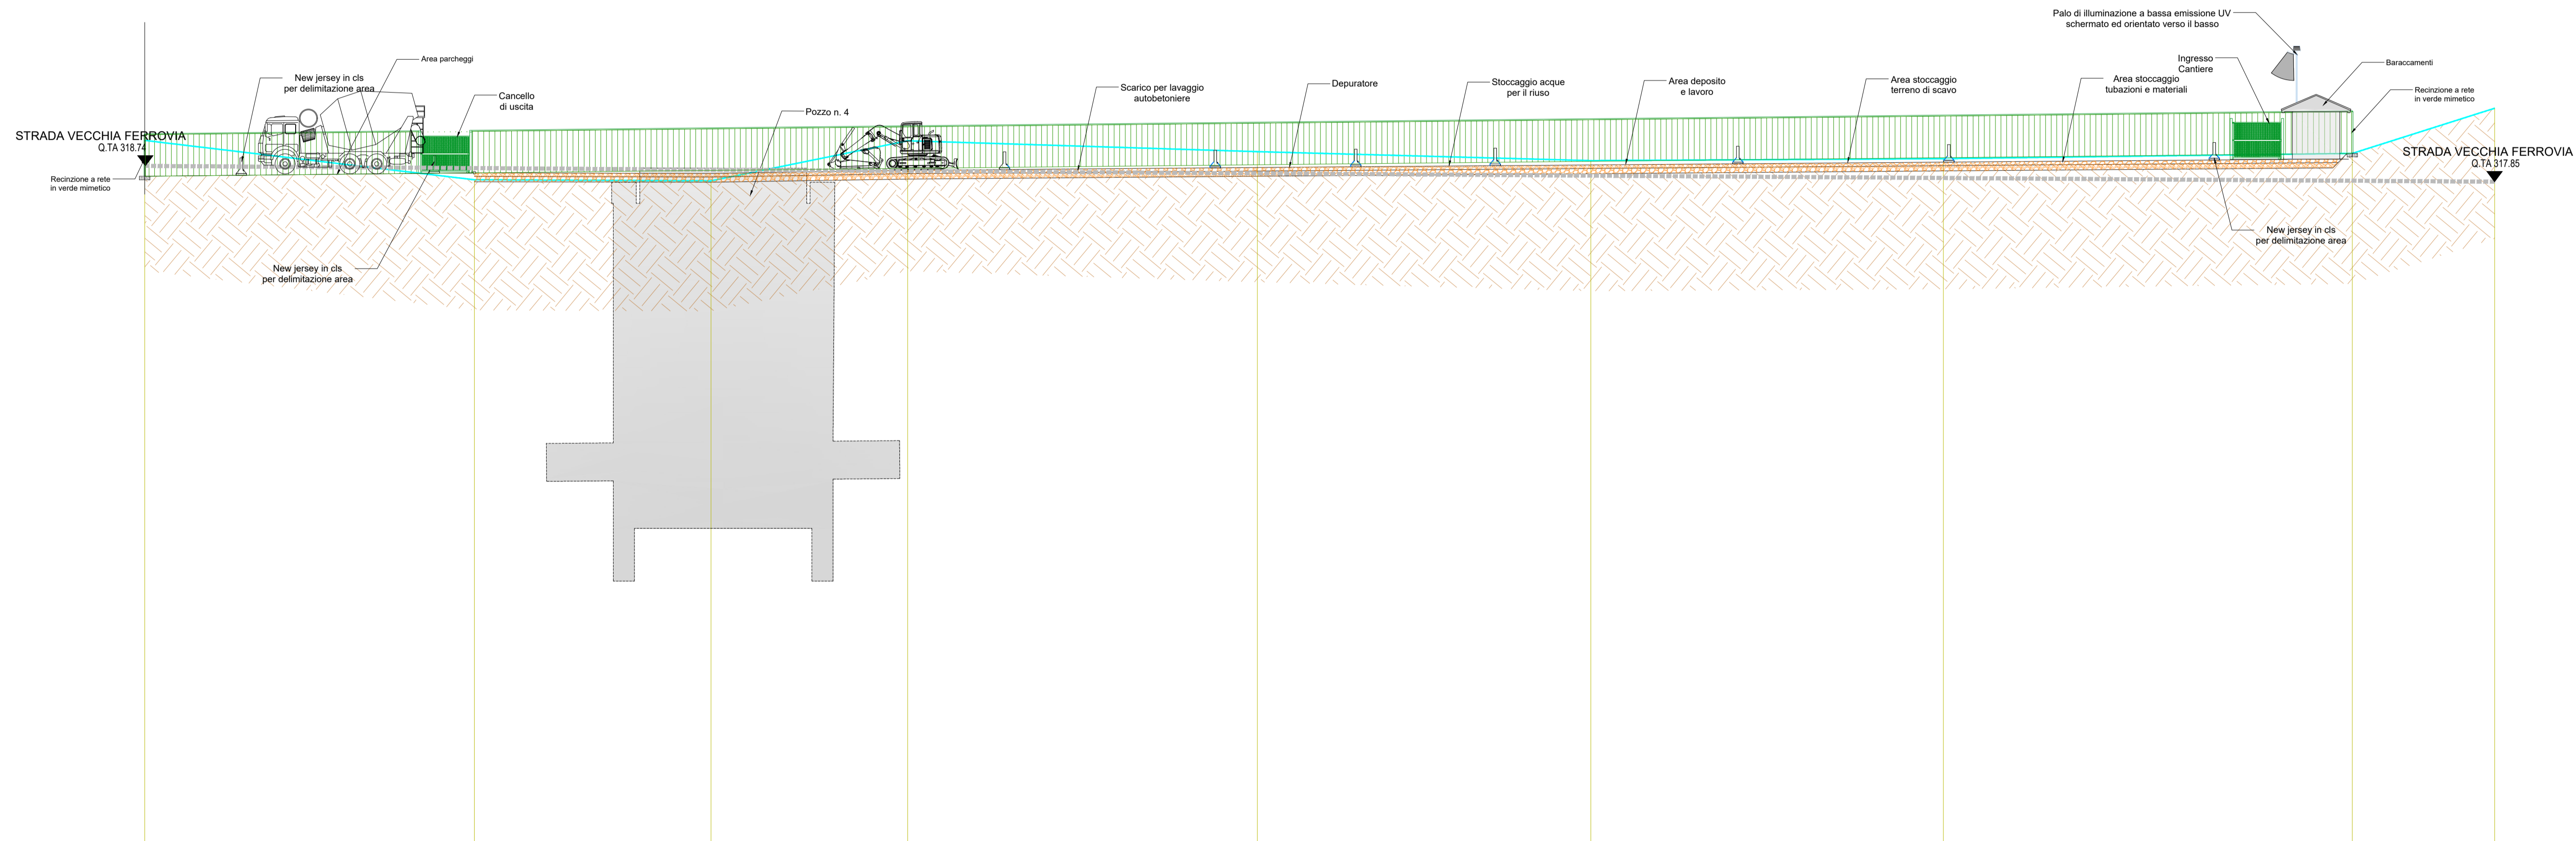 Palo di illuminazione a bassa emissione UV
schermato ed orientato verso il basso
Area parcheggi
New jersey in cls
per delimitazione area
Cancello
di uscita
Pozzo n. 4
Scarico per lavaggio
autobetoniere
Depuratore
Stoccaggio acque
per il riuso
Area deposito
e lavoro
Area stoccaggio
terreno di scavo
Area stoccaggio
tubazioni e materiali
Ingresso
Cantiere
Baraccamenti
Recinzione a rete
in verde mimetico
STRADA VECCHIA FERROVIA
Q.TA 318.74
STRADA VECCHIA FERROVIA
Q.TA 317.85
Recinzione a rete
in verde mimetico
New jersey in cls
per delimitazione area
New jersey in cls
per delimitazione area